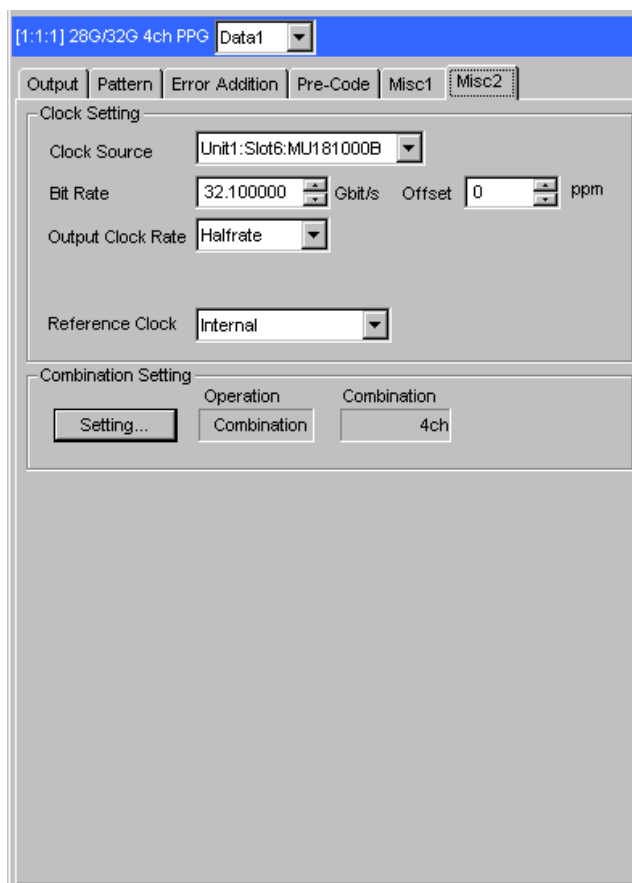 [1:1:1] 28G/32G 4ch PPG Data1
Output Pattern Error Addition Pre-Code Misc1 Misc2
Clock Setting
Clock Source Unit1:Slot6:MU181000B
Bit Rate 32.100000 Gbit/s Offset 0 ppm
Output Clock Rate Halfrate
Reference Clock Internal
Combination Setting
Operation Combination
Setting... Combination 4ch